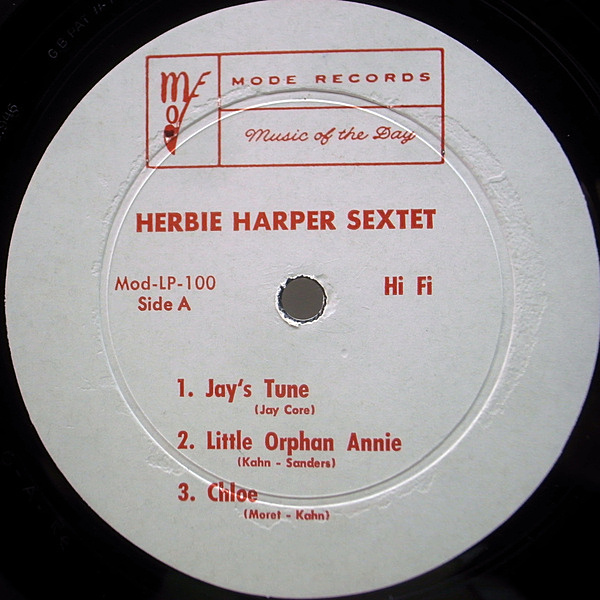 MODE RECORDS
Music of the Day
HERBIE HARPER SEXTET
Mod-LP-100
Hi Fi
Side A
1. Jay's Tune
(Jay Core)
2. Little Orphan Annie
(Kahn - Sanders)
3. Chloe
(Moret - Kahn)